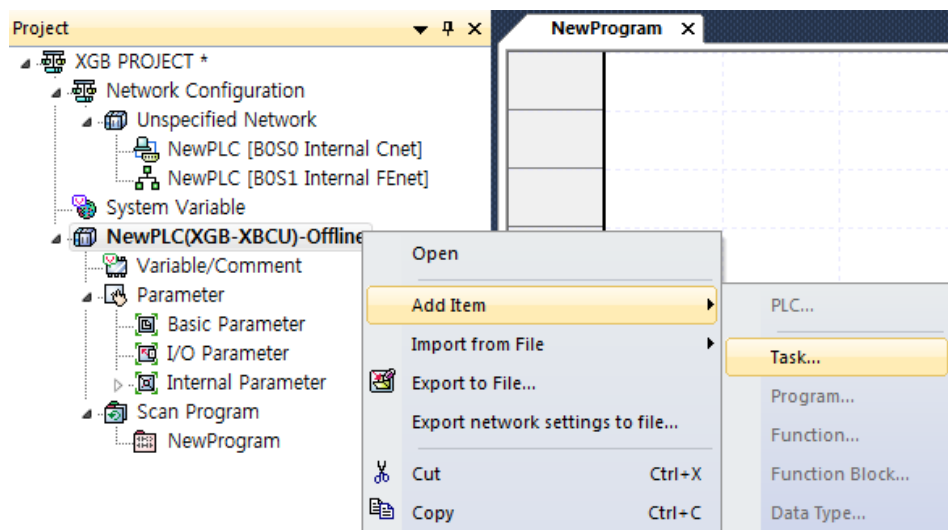 Project
NewProgram
XGB PROJECT *
Network Configuration
Unspecified Network
NewPLC [B0S0 Internal Cnet]
NewPLC [B0S1 Internal FEnet]
System Variable
NewPLC(XGB-XBCU)-Offline
Variable/Comment
Parameter
Basic Parameter
I/O Parameter
Internal Parameter
Scan Program
NewProgram
Open
Add Item
Import from File
Export to File...
Export network settings to file...
Cut Ctrl+X
Copy Ctrl+C
PLC...
Task...
Program...
Function...
Function Block...
Data Type...